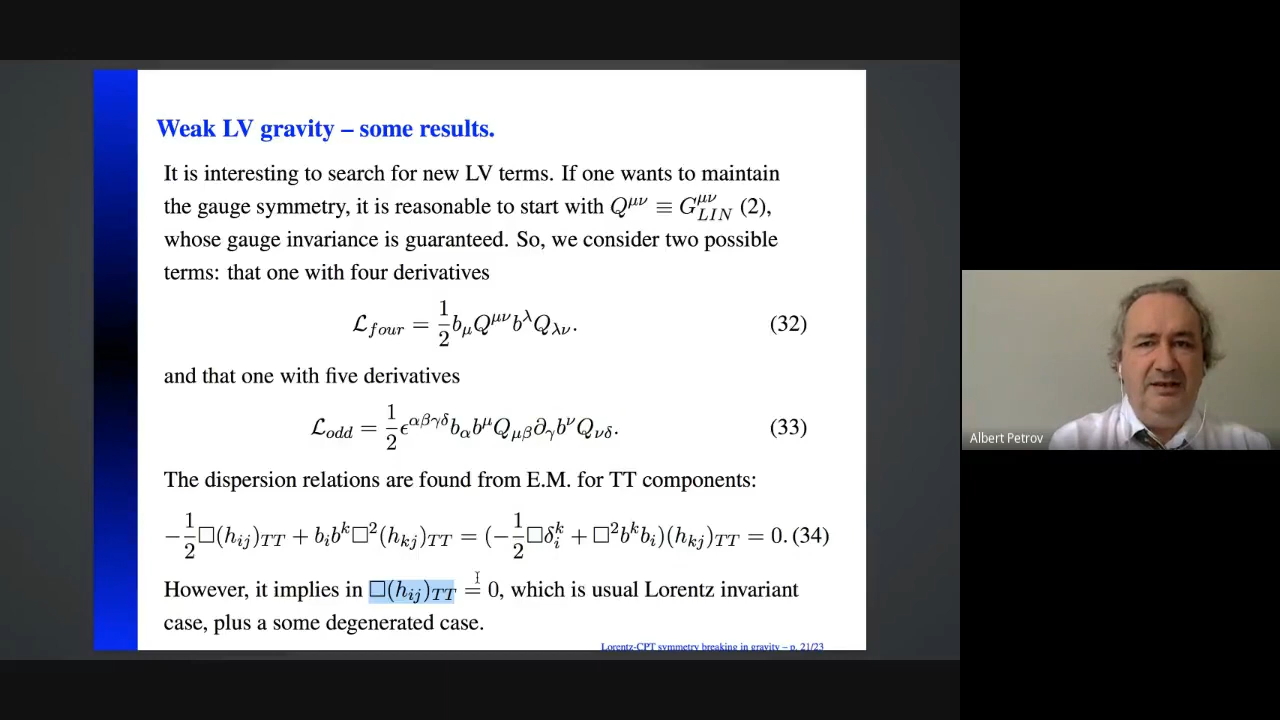 Weak LV gravity – some results.
It is interesting to search for new LV terms. If one wants to maintain
the gauge symmetry, it is reasonable to start with Q^{μν} ≡ G^{μν}_{LIN} (2),
whose gauge invariance is guaranteed. So, we consider two possible
terms: that one with four derivatives
ℒ_{four} = \frac{1}{2} b_μ Q^{μν} b^λ Q_{λν}. (32)
and that one with five derivatives
ℒ_{odd} = \frac{1}{2} ϵ^{αβγδ} b_α b^μ Q_{μβ} ∂_γ b^ν Q_{νδ}. (33)
The dispersion relations are found from E.M. for TT components:
-\frac{1}{2} □(h_{ij})_{TT} + b_i b^k □^2 (h_{kj})_{TT} = (-\frac{1}{2} □δ^k_i + □^2 b^k b_i)(h_{kj})_{TT} = 0. (34)
However, it implies in □(h_{ij})_{TT} = 0, which is usual Lorentz invariant
case, plus a some degenerated case.
Lorentz-CPT symmetry breaking in gravity – p. 21/23
Albert Petrov